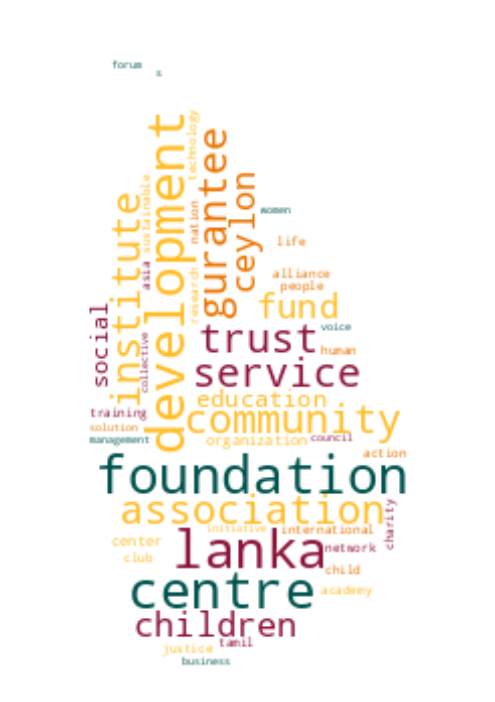 forum
s
development
technology
gurantee
ceylon
sustainable
institute
nation
women
asia
research
life
alliance
people
fund
social
collective
voice
trust
human
service
education
community
training
solution
management
organization
council
action
foundation
association
charity
initiative
international
lanka
center
network
club
child
centre
academy
children
tamil
justice
business